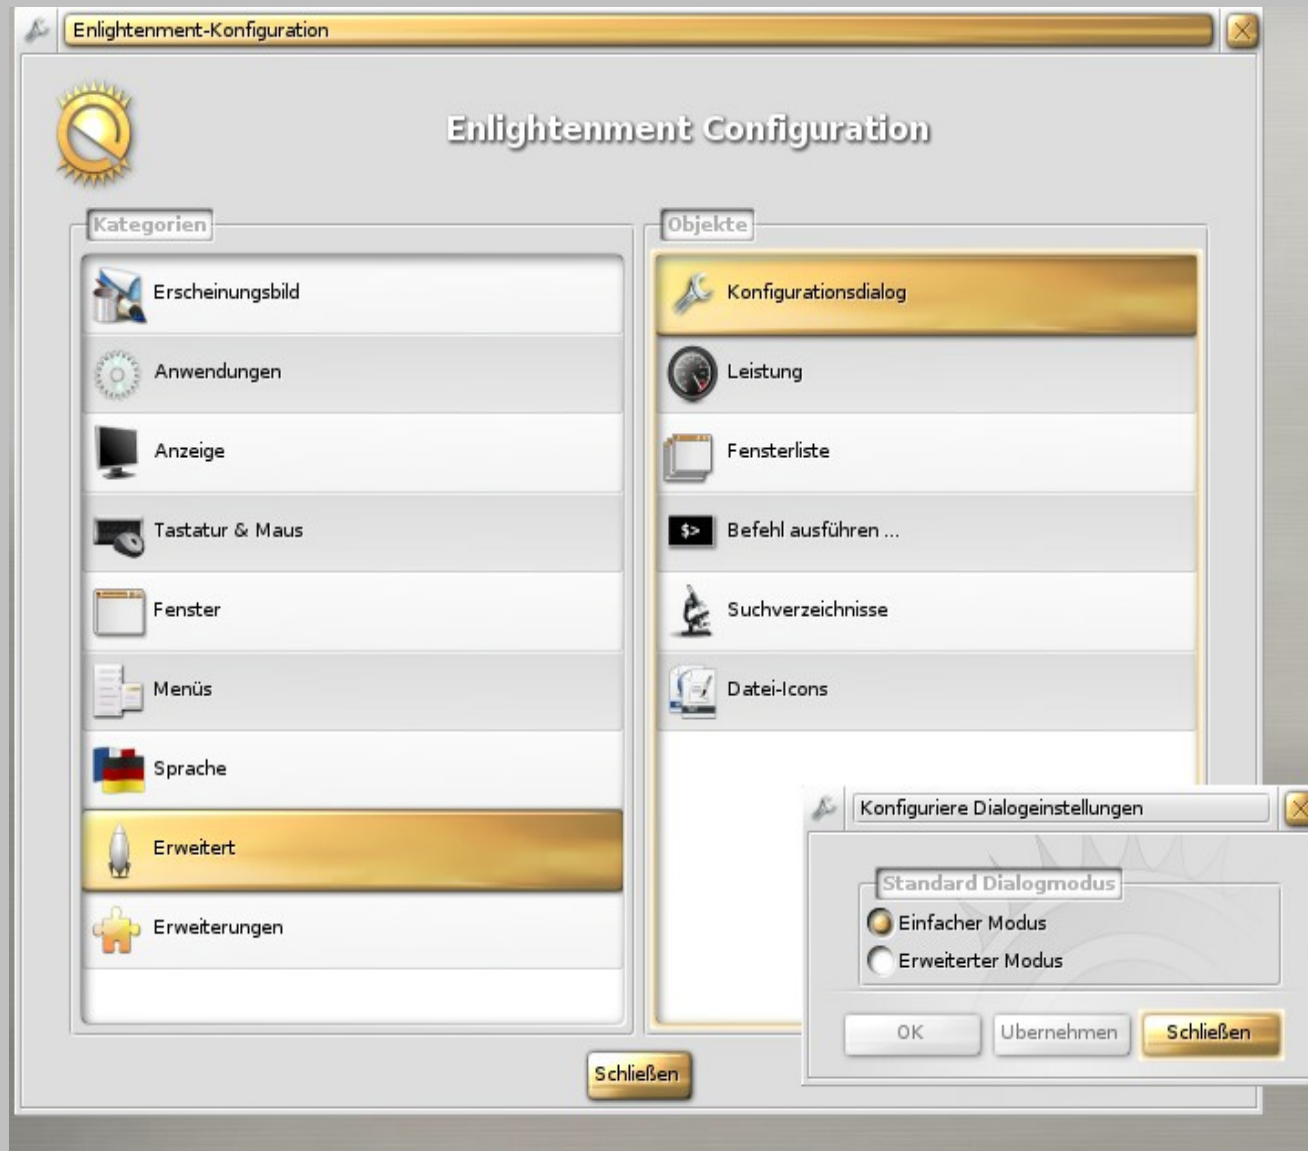 Enlightenment-Konfiguration
Enlightenment Configuration
Kategorien
Erscheinungsbild
Anwendungen
Anzeige
Tastatur & Maus
Fenster
Menüs
Sprache
Erweitert
Erweiterungen
Objekte
Konfigurationsdialog
Leistung
Fensterliste
$>
Befehl ausführen ...
Suchverzeichnisse
Datei-Icons
Schließen
Konfiguriere Dialogeinstellungen
Standard Dialogmodus
Einfacher Modus
Erweiterter Modus
OK
Ubernehmen
Schließen